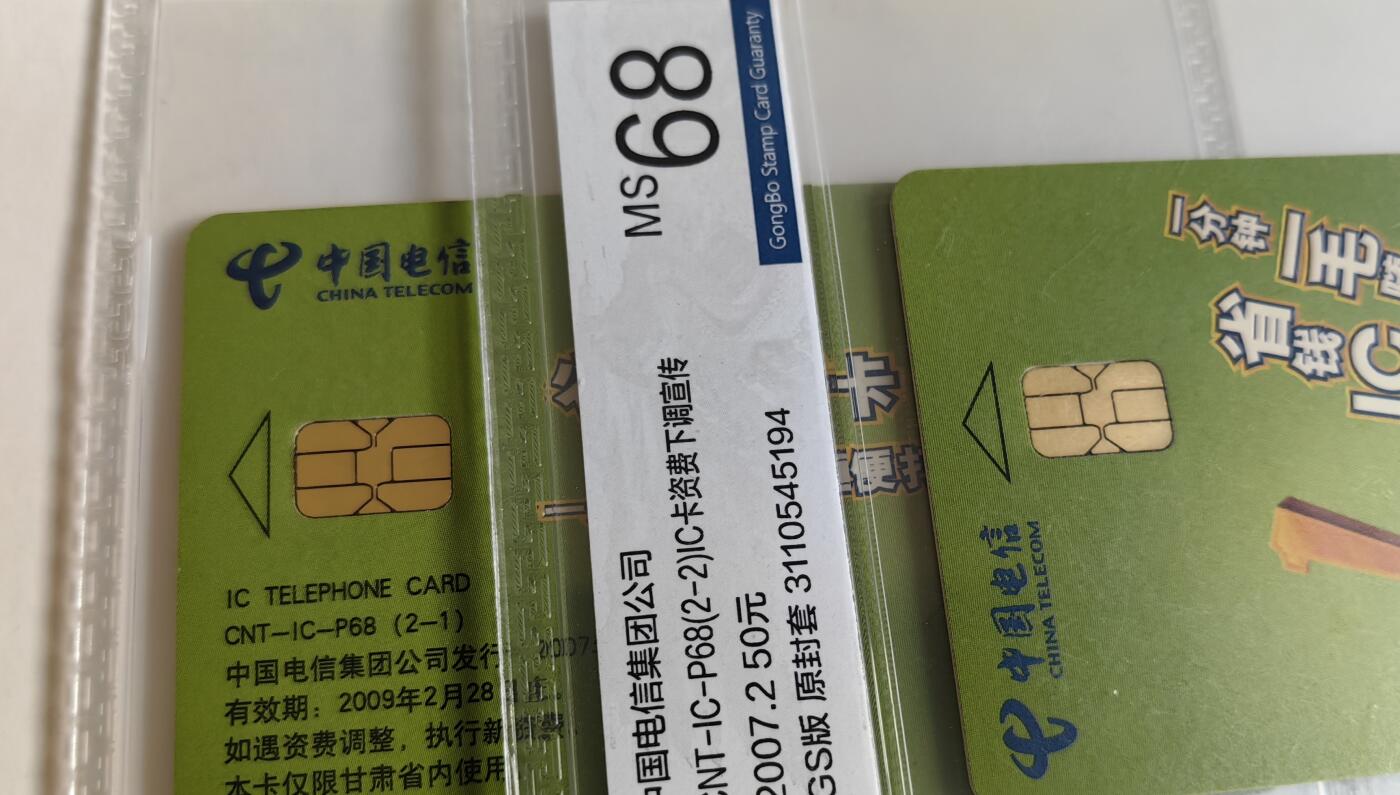 中国电信
CHINA TELECOM
IC TELEPHONE CARD
CNT-IC-P68 (2-1)
中国电信集团公司发行
2007
有效期：2009年2月28
如遇资费调整，执行新
本卡仅限甘肃省内使用
MS68
GongBo Stamp Card Guaranty
国电信集团公司
CNT-IC-P68(2-2)IC卡资费下调宣传
2007.2 50元
GS版 原封套 3110545194
一分钟一毛
省钱IC
1
中国电信
CHINA TELECOM